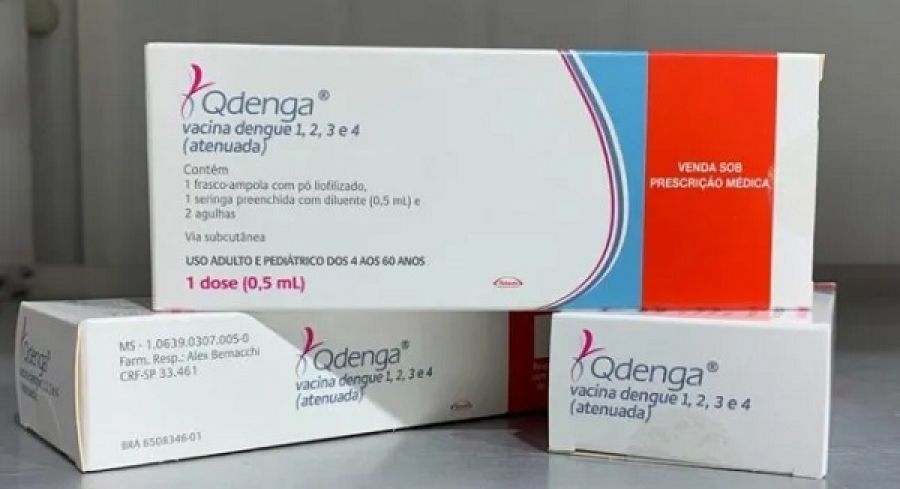 Qdenga®
vacina dengue 1, 2, 3 e 4
(atenuada)
Contém
1 frasco-ampola com pó liofilizado,
1 seringa preenchida com diluente (0,5 mL) e
2 agulhas
Via subcutânea
USO ADULTO E PEDIÁTRICO DOS 4 AOS 60 ANOS
1 dose (0,5 mL)
Takeda
VENDA SOB
PRESCRIÇÃO MÉDICA
MS - 1.0639.0307.005-0
Farm. Resp.: Alex Bernacchi
CRF-SP 33.461
BRA 6508346-01
Qdenga®
vacina dengue 1, 2, 3 e 4
(atenuada)
Qdenga®
vacina dengue 1, 2, 3 e 4
(atenuada)